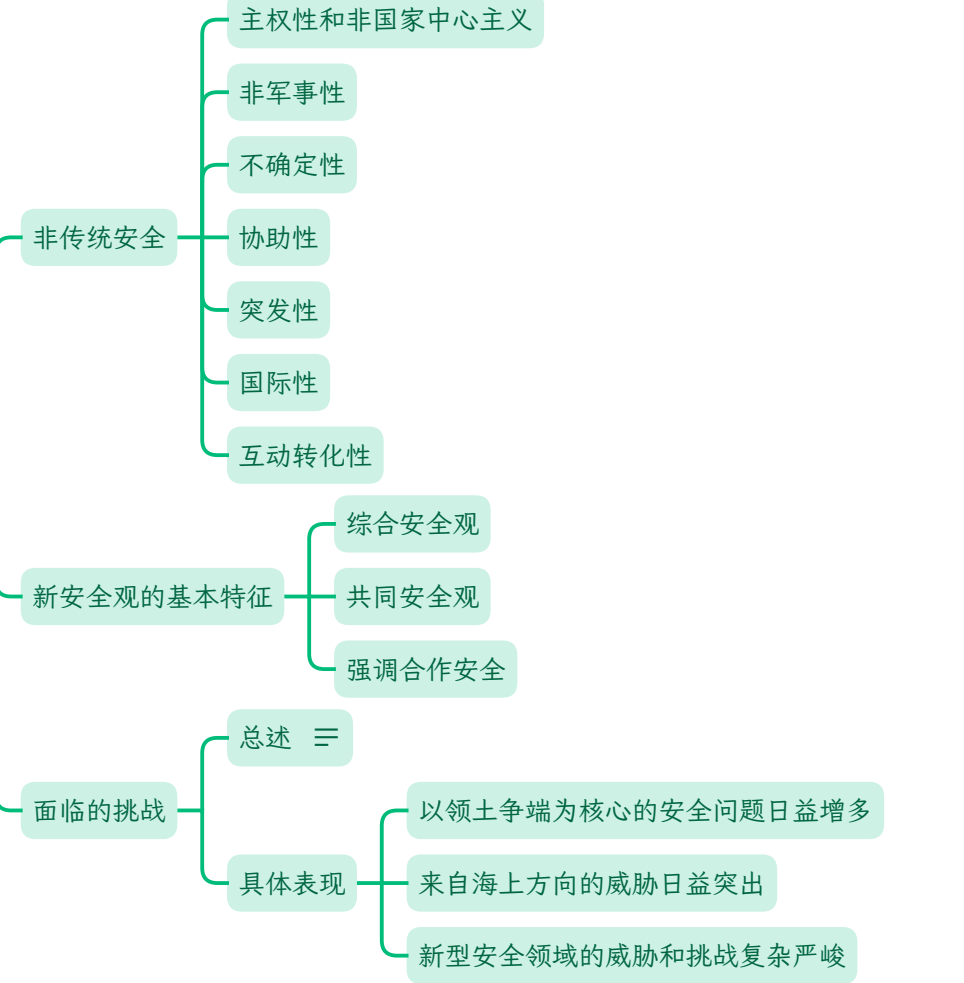 主权性和非国家中心主义
非军事性
不确定性
非传统安全
协助性
突发性
国际性
互动转化性
综合安全观
新安全观的基本特征
共同安全观
强调合作安全
总述
面临的挑战
以领土争端为核心的安全问题日益增多
具体表现
来自海上方向的威胁日益突出
新型安全领域的威胁和挑战复杂严峻